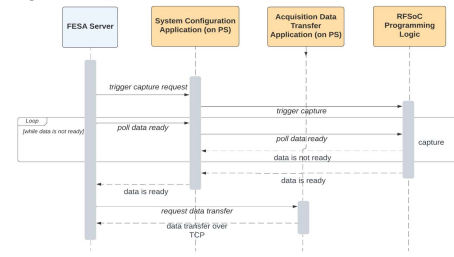 FESA Server
System Configuration
Application (on PS)
Acquisition Data
Transfer
Application (on PS)
RFSoC
Programming
Logic
trigger capture request
trigger capture
Loop
[while data is not ready]
poll data ready
poll data ready
capture
data is not ready
data is ready
data is ready
request data transfer
data transfer over
TCP